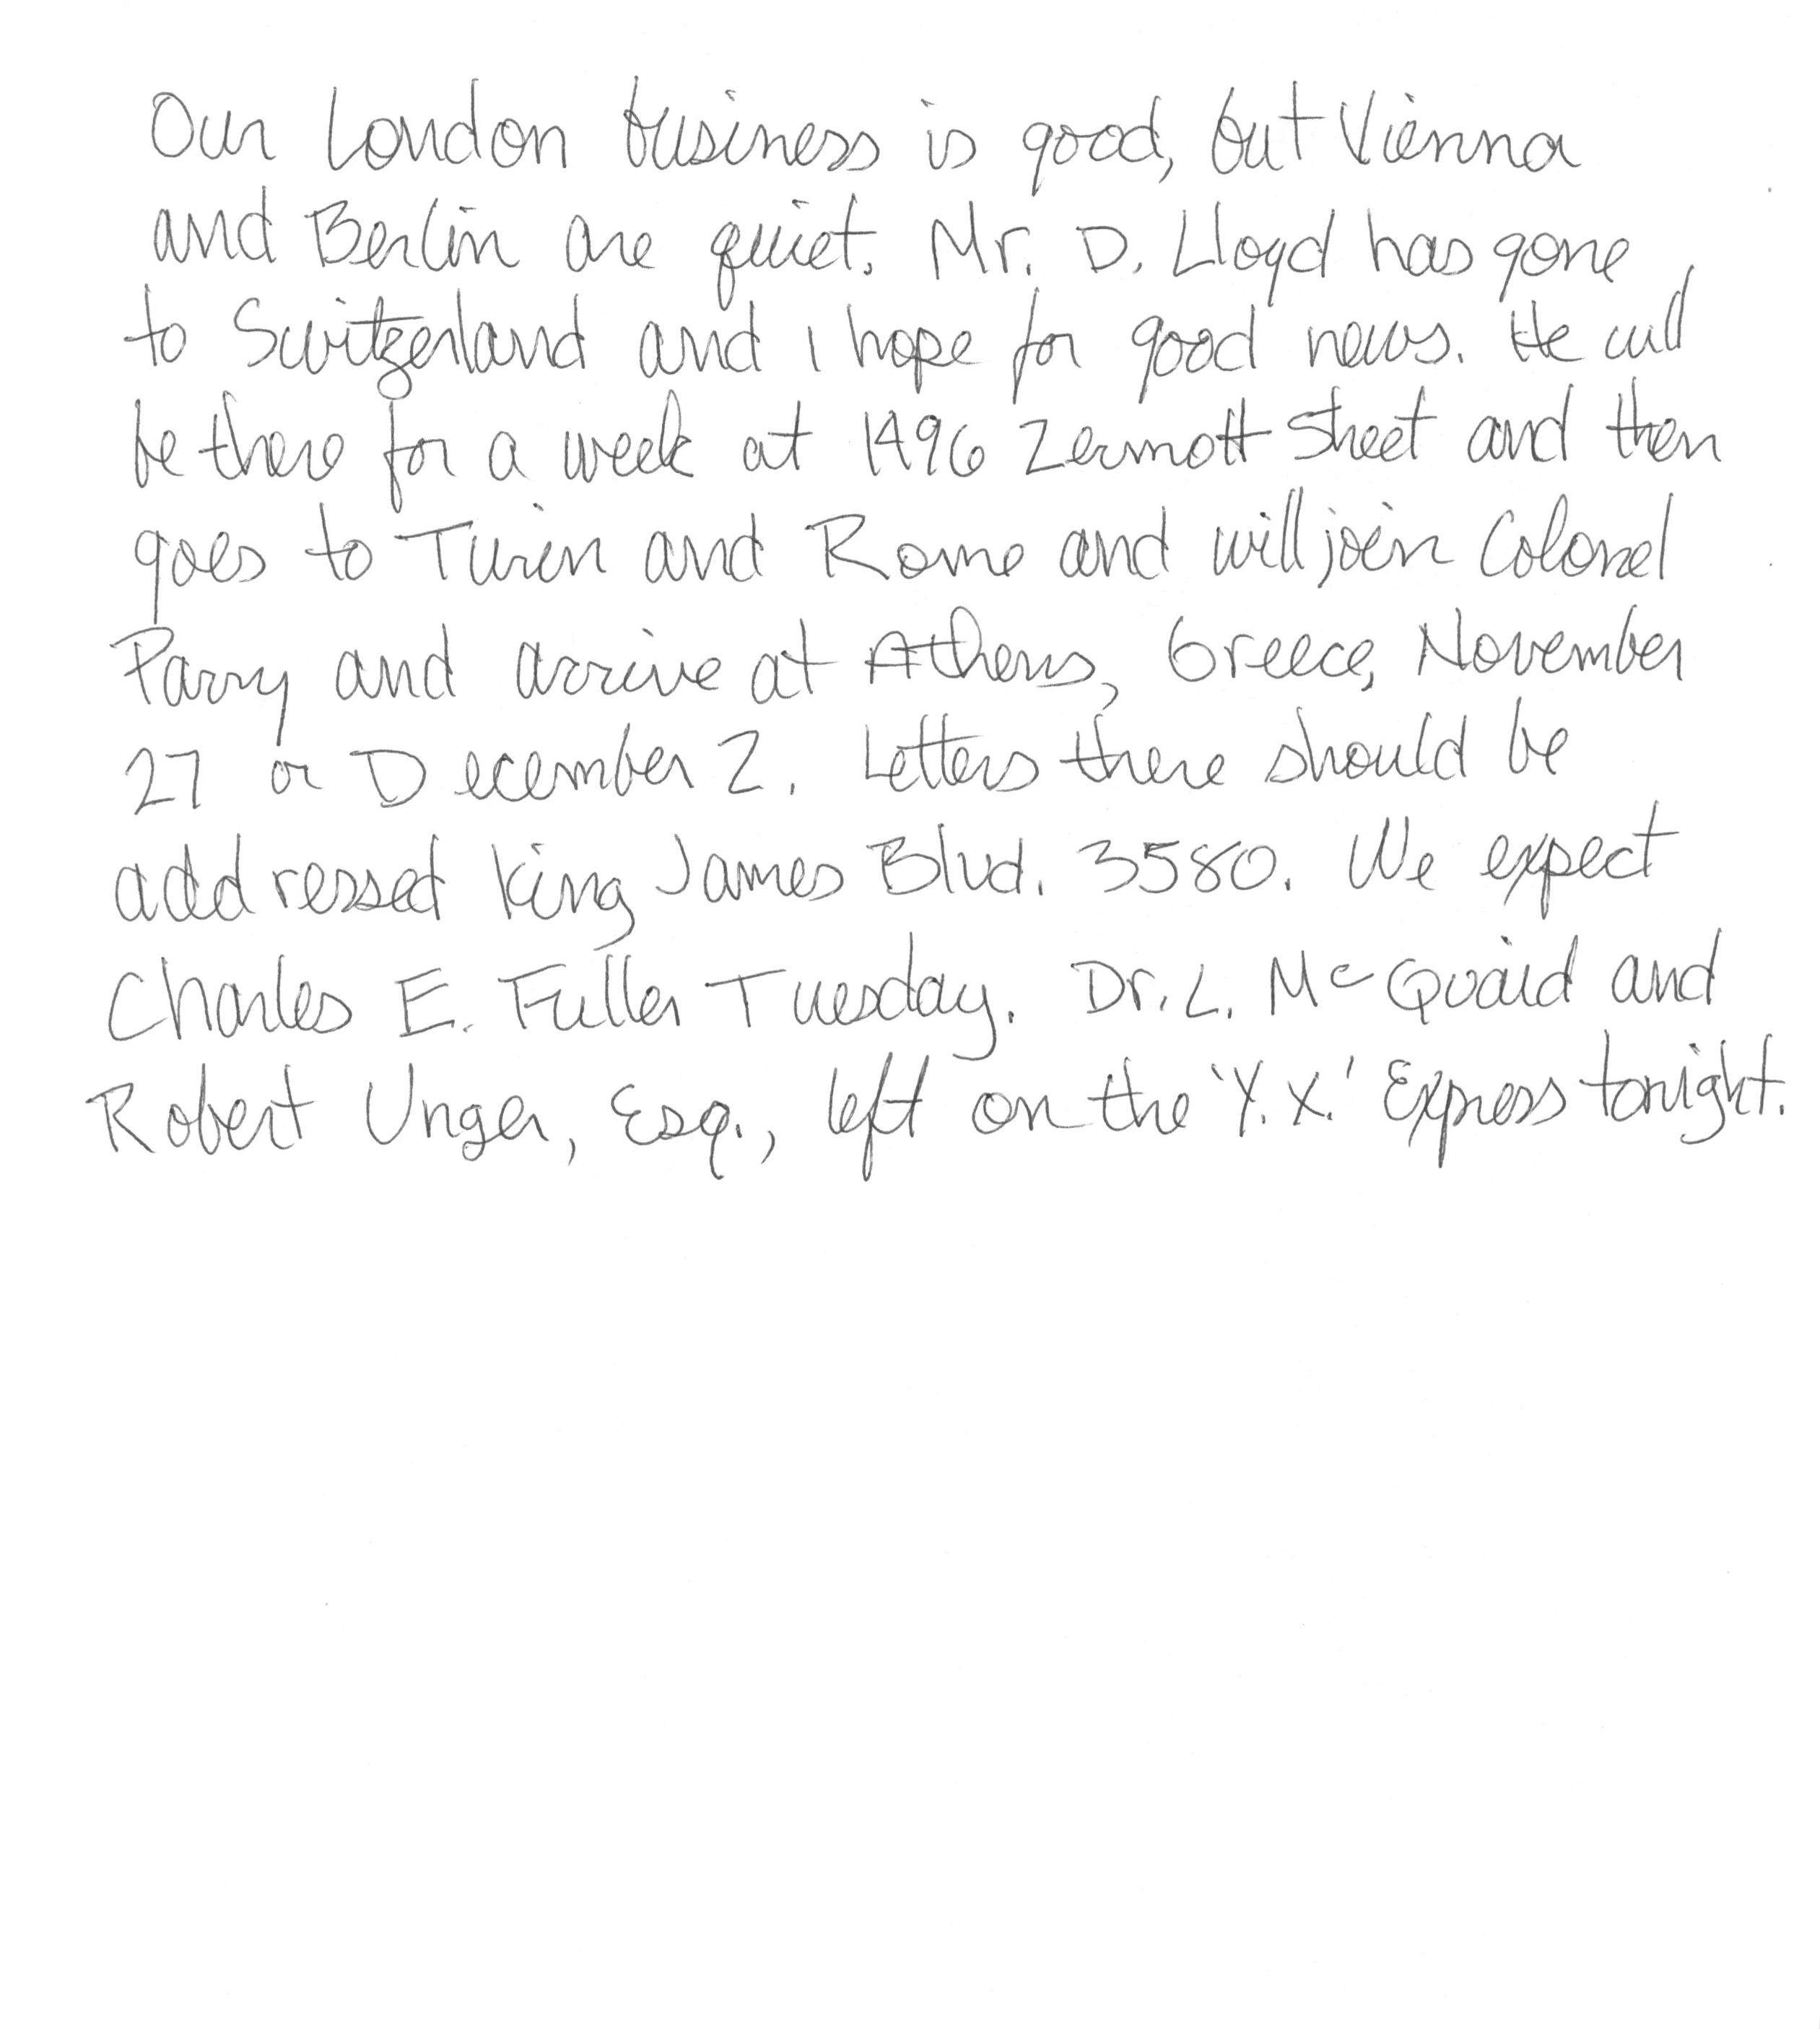 Our London business is good, but Vienna
and Berlin are quiet. Mr. D. Lloyd has gone
to Switzerland and I hope for good news. He will
be there for a week at 1496 Zermott Street and then
goes to Turin and Rome and will join Colonel
Parry and arrive at Athens, Greece, November
27 or December 2. Letters there should be
addressed King James Blvd. 3580. We expect
Charles E. Fuller Tuesday. Dr. L. McQuaid and
Robert Unger, Esq., left on the 'Y.X.' Express tonight.